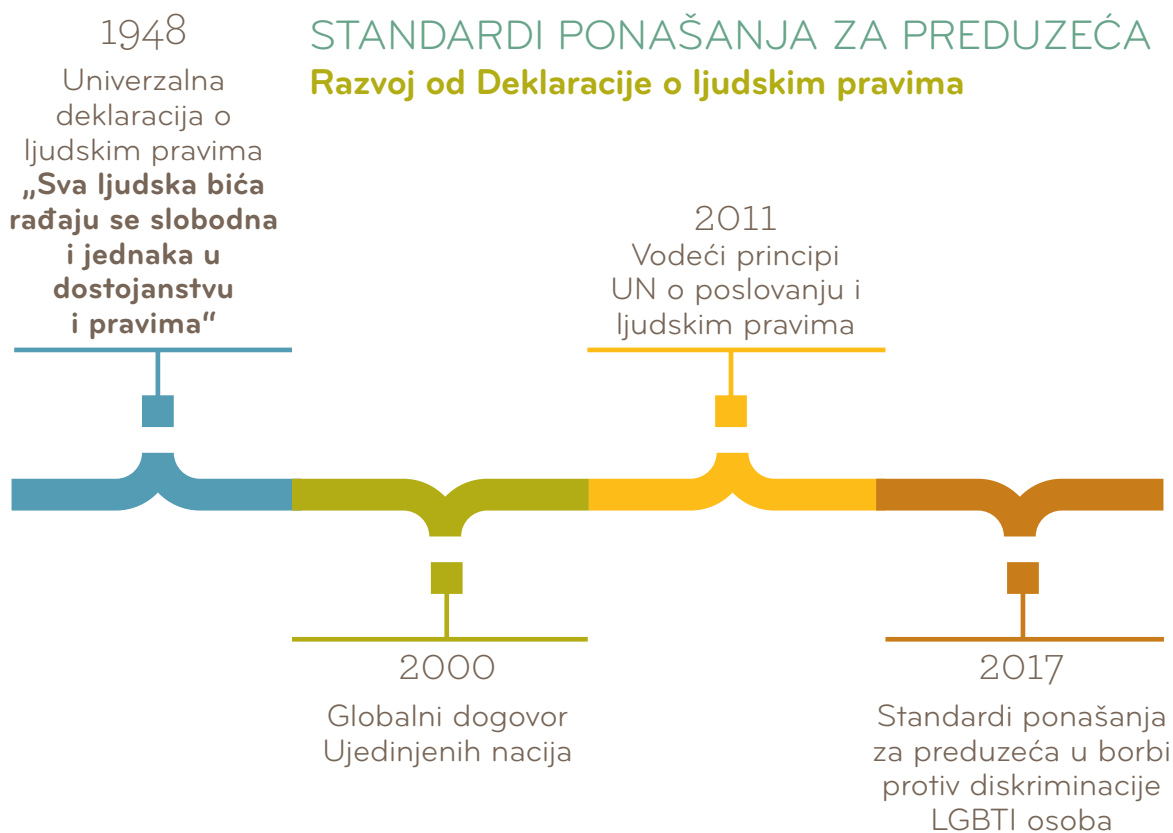 STANDARDI PONAŠANJA ZA PREDUZEĆA
Razvoj od Deklaracije o ljudskim pravima
1948
Univerzalna
deklaracija o
ljudskim pravima
„Sva ljudska bića
rađaju se slobodna
i jednaka u
dostojanstvu
i pravima“
2000
Globalni dogovor
Ujedinjenih nacija
2011
Vodeći principi
UN o poslovanju i
ljudskim pravima
2017
Standardi ponašanja
za preduzeća u borbi
protiv diskriminacije
LGBTI osoba